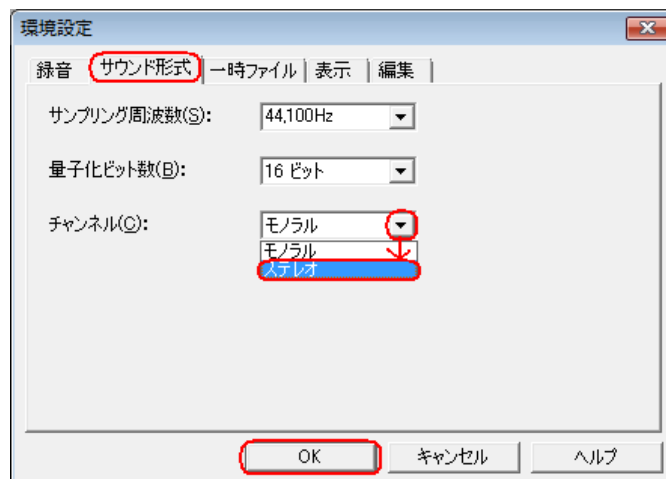 環境設定
録音 サウンド形式 一時ファイル 表示 編集
サンプリング周波数(S): 44,100Hz
量子化ビット数(B): 16 ビット
チャンネル(C): モノラル
モノラル
ステレオ
OK キャンセル ヘルプ